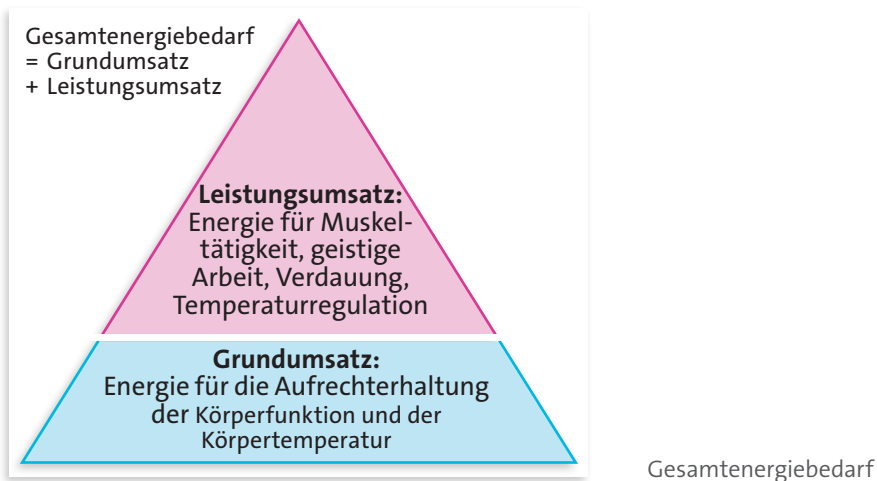 Gesamtenergiebedarf
= Grundumsatz
+ Leistungsumsatz
Leistungsumsatz:
Energie für Muskel-
tätigkeit, geistige
Arbeit, Verdauung,
Temperaturregulation
Grundumsatz:
Energie für die Aufrechterhaltung
der Körperfunktion und der
Körpertemperatur
Gesamtenergiebedarf